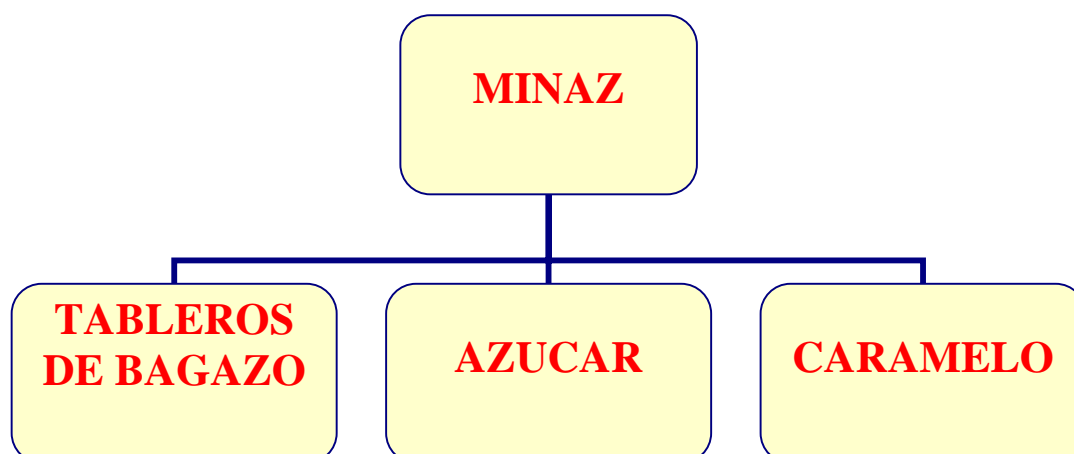 MINAZ
TABLEROS
DE BAGAZO
AZUCAR
CARAMELO